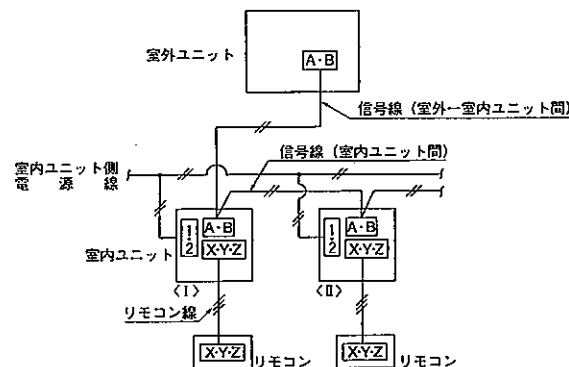 室外ユニット
A・B
信号線（室外ー室内ユニット間）
室内ユニット側
電源線
信号線（室内ユニット間）
1・2
A・B
X・Y・Z
1・2
A・B
X・Y・Z
室内ユニット
〈Ⅰ〉
〈Ⅱ〉
リモコン線
X・Y・Z
リモコン
X・Y・Z
リモコン